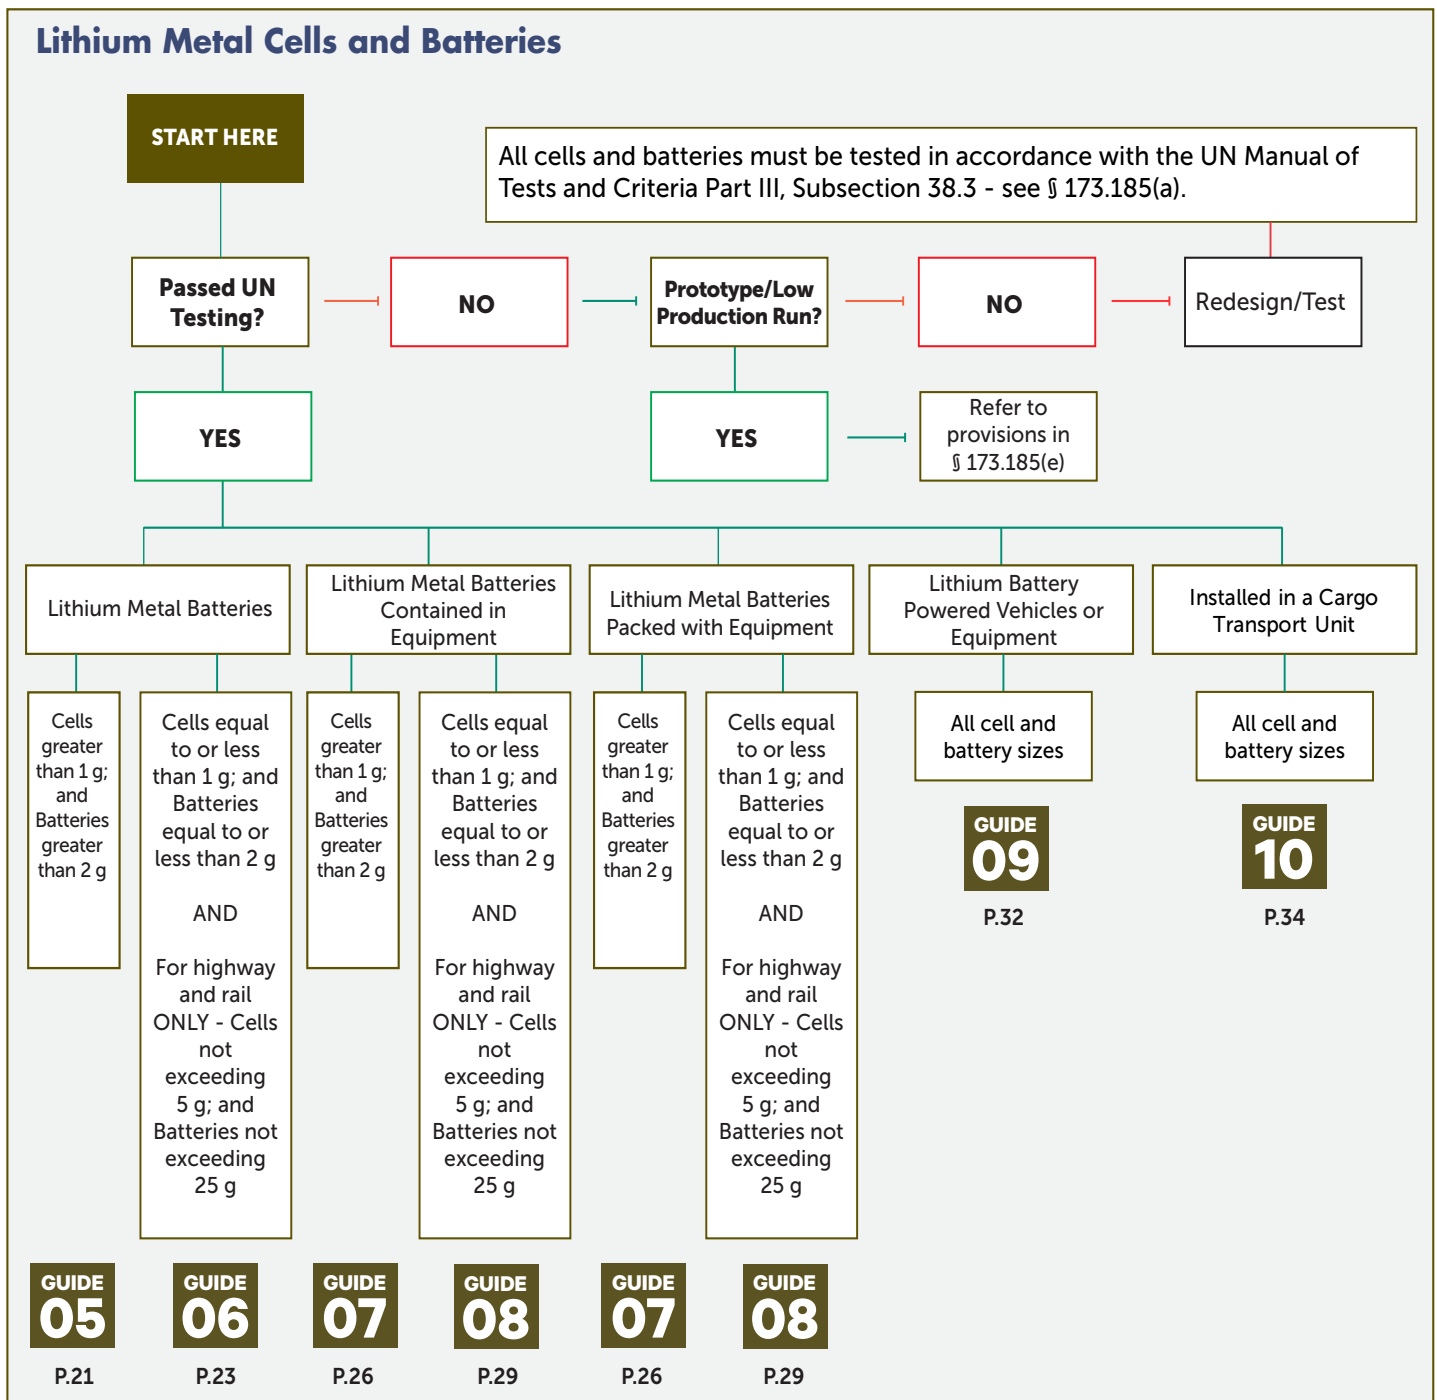 Lithium Metal Cells and Batteries
START HERE
All cells and batteries must be tested in accordance with the UN Manual of
Tests and Criteria Part III, Subsection 38.3 - see § 173.185(a).
Passed UN
Testing?
NO
Prototype/Low
Production Run?
NO
Redesign/Test
YES
YES
Refer to
provisions in
§ 173.185(e)
Lithium Metal Batteries
Lithium Metal Batteries
Contained in
Equipment
Lithium Metal Batteries
Packed with Equipment
Lithium Battery
Powered Vehicles or
Equipment
Installed in a Cargo
Transport Unit
Cells
greater
than 1 g;
and
Batteries
greater
than 2 g
Cells equal
to or less
than 1 g; and
Batteries
equal to or
less than 2 g
AND
For highway
and rail
ONLY - Cells
not
exceeding
5 g; and
Batteries not
exceeding
25 g
Cells
greater
than 1 g;
and
Batteries
greater
than 2 g
Cells equal
to or less
than 1 g; and
Batteries
equal to or
less than 2 g
AND
For highway
and rail
ONLY - Cells
not
exceeding
5 g; and
Batteries not
exceeding
25 g
Cells
greater
than 1 g;
and
Batteries
greater
than 2 g
Cells equal
to or less
than 1 g; and
Batteries
equal to or
less than 2 g
AND
For highway
and rail
ONLY - Cells
not
exceeding
5 g; and
Batteries not
exceeding
25 g
All cell and
battery sizes
GUIDE
09
P.32
All cell and
battery sizes
GUIDE
10
P.34
GUIDE
05
P.21
GUIDE
06
P.23
GUIDE
07
P.26
GUIDE
08
P.29
GUIDE
07
P.26
GUIDE
08
P.29